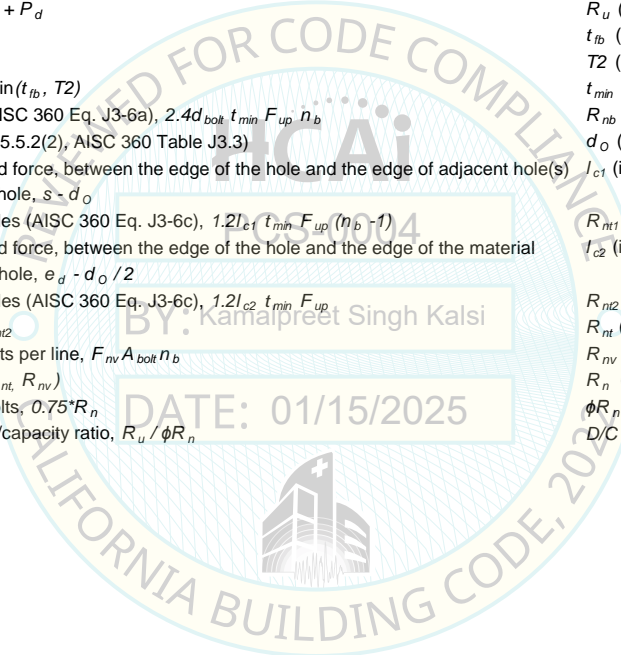 + P d
R u (
t fb (
in(t fb , T2)
T2 (
t min
ISC 360 Eq. J3-6a), 2.4d bolt t min F up n b
R nb
5.5.2(2), AISC 360 Table J3.3)
d O (
d force, between the edge of the hole and the edge of adjacent hole(s)
l c1 (i
hole, s - d O
les (AISC 360 Eq. J3-6c), 1.2l c1 t min F up (n b -1)
R nt1
d force, between the edge of the hole and the edge of the material
l c2 (i
hole, e d - d O / 2
les (AISC 360 Eq. J3-6c), 1.2l c2 t min F up
R nt2
nt2
R nt (
ts per line, F nv A bolt n b
R nv
nt, R nv )
R n
lts, 0.75*R n
ϕR n
/capacity ratio, R u / ϕR n
D/C
REVIEWED FOR CODE COMPLIANCE
HCAi
PCS-0004
BY: Kamalpreet Singh Kalsi
DATE: 01/15/2025
CALIFORNIA BUILDING CODE, 202